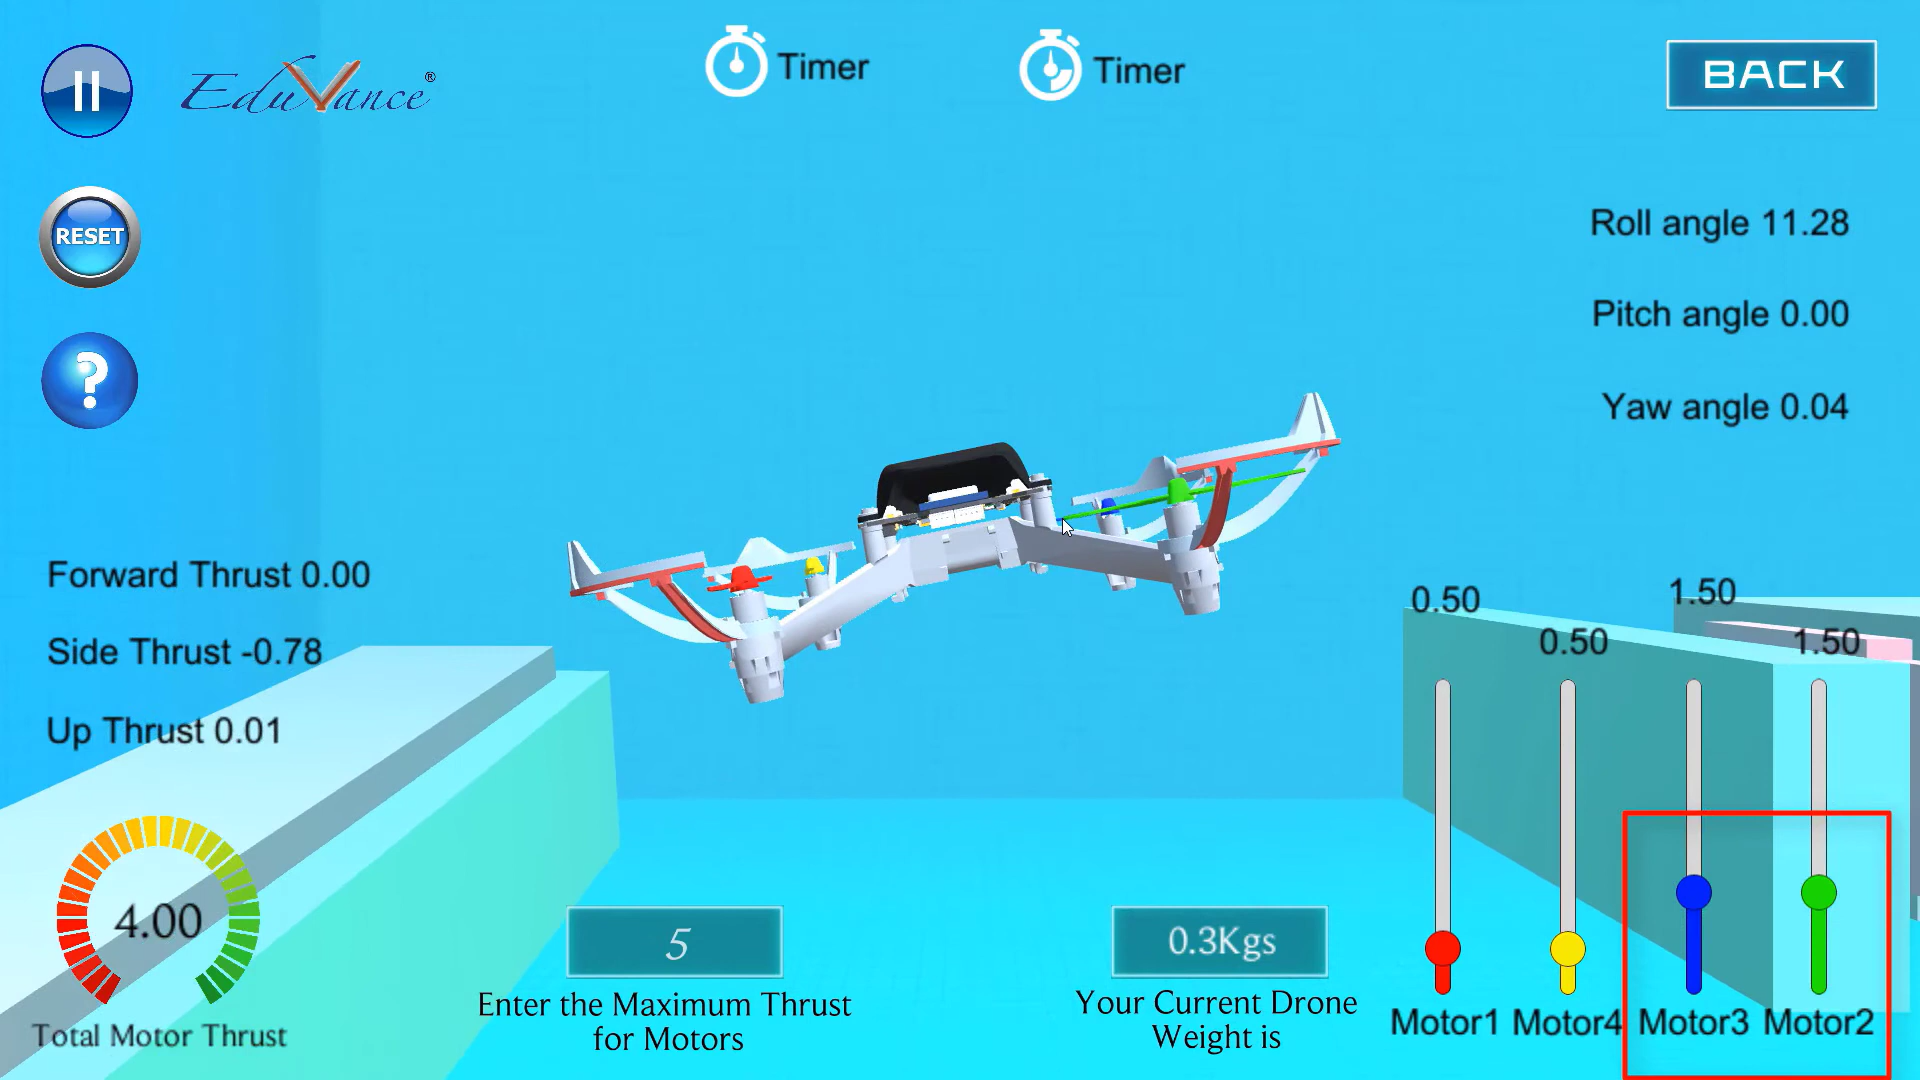 EduVance®
Timer
Timer
BACK
RESET
?
Roll angle 11.28
Pitch angle 0.00
Yaw angle 0.04
Forward Thrust 0.00
Side Thrust -0.78
Up Thrust 0.01
4.00
Total Motor Thrust
5
Enter the Maximum Thrust
for Motors
0.3Kgs
Your Current Drone
Weight is
0.50
0.50
1.50
1.50
Motor1
Motor4
Motor3
Motor2